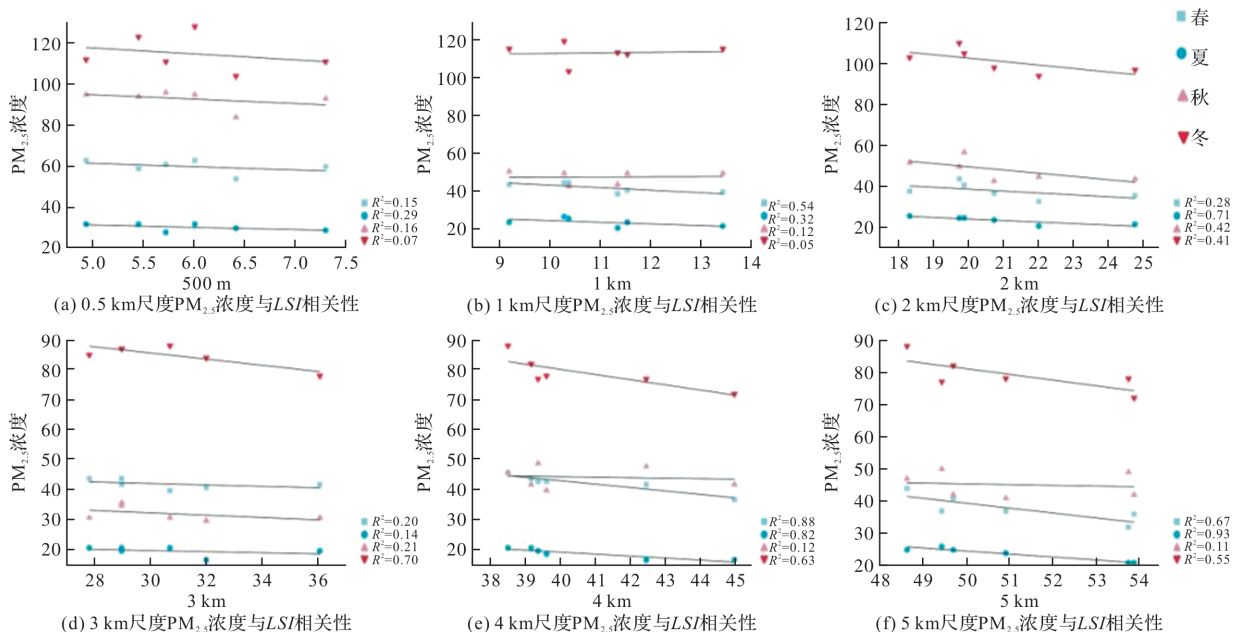 120
100
80
60
40
20
PM2.5浓度
5.0 5.5 6.0 6.5 7.0 7.5
500 m
R²=0.15
R²=0.29
R²=0.16
R²=0.07
(a) 0.5 km尺度PM2.5浓度与LSI相关性
120
100
80
60
40
20
PM2.5浓度
9 10 11 12 13 14
1 km
R²=0.54
R²=0.32
R²=0.12
R²=0.05
(b) 1 km尺度PM2.5浓度与LSI相关性
120
100
80
60
40
20
PM2.5浓度
18 19 20 21 22 23 24 25
2 km
R²=0.28
R²=0.71
R²=0.42
R²=0.41
(c) 2 km尺度PM2.5浓度与LSI相关性
春
夏
秋
冬
90
80
70
60
50
40
30
20
PM2.5浓度
28 30 32 34 36
3 km
R²=0.20
R²=0.14
R²=0.21
R²=0.70
(d) 3 km尺度PM2.5浓度与LSI相关性
90
80
70
60
50
40
30
20
PM2.5浓度
38 39 40 41 42 43 44 45
4 km
R²=0.88
R²=0.82
R²=0.12
R²=0.63
(e) 4 km尺度PM2.5浓度与LSI相关性
90
80
70
60
50
40
30
20
PM2.5浓度
48 49 50 51 52 53 54
5 km
R²=0.67
R²=0.93
R²=0.11
R²=0.55
(f) 5 km尺度PM2.5浓度与LSI相关性